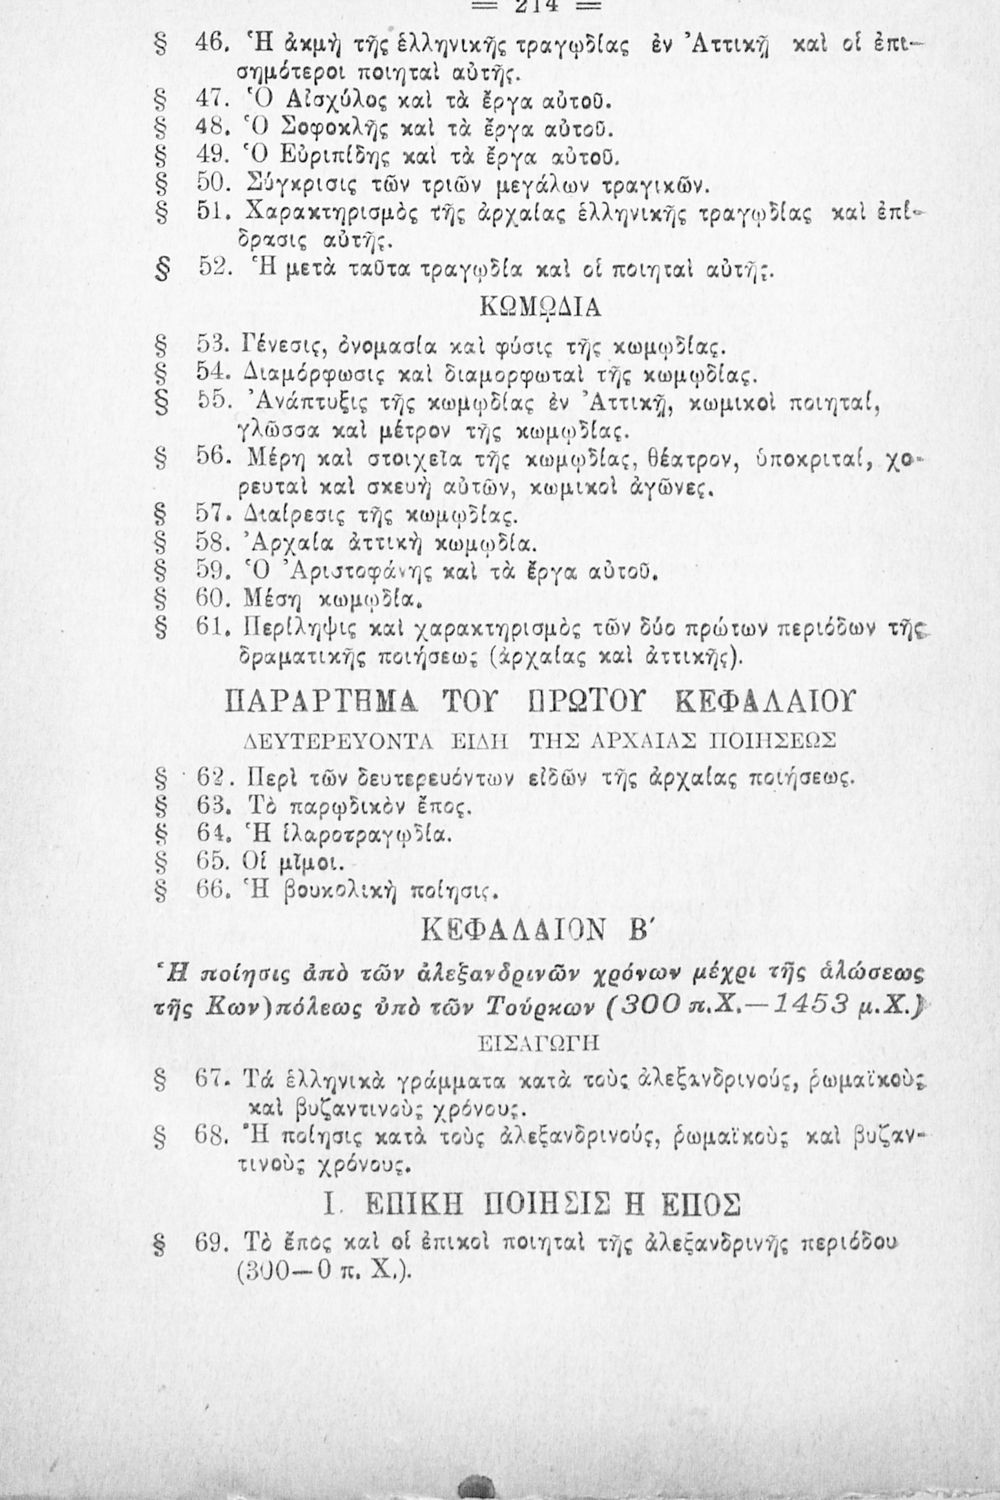 = 214 =
§ 46. Ἡ ἀκμὴ τῆς ἑλληνικῆς τραγῳδίας ἐν Ἀττικῇ καὶ οἱ ἐπι-
σημότεροι ποιηταὶ αὐτῆς.
§ 47. Ὁ Αἰσχύλος καὶ τὰ ἔργα αὐτοῦ.
§ 48. Ὁ Σοφοκλῆς καὶ τὰ ἔργα αὐτοῦ.
§ 49. Ὁ Εὐριπίδης καὶ τὰ ἔργα αὐτοῦ.
§ 50. Σύγκρισις τῶν τριῶν μεγάλων τραγικῶν.
§ 51. Χαρακτηρισμὸς τῆς ἀρχαίας ἑλληνικῆς τραγῳδίας καὶ ἐπί-
δρασις αὐτῆς.
§ 52. Ἡ μετὰ ταῦτα τραγῳδία καὶ οἱ ποιηταὶ αὐτῆς.
ΚΩΜῼΔΙΑ
§ 53. Γένεσις, ὀνομασία καὶ φύσις τῆς κωμῳδίας.
§ 54. Διαμόρφωσις καὶ διαμορφωταὶ τῆς κωμῳδίας.
§ 55. Ἀνάπτυξις τῆς κωμῳδίας ἐν Ἀττικῇ, κωμικοὶ ποιηταί,
γλῶσσα καὶ μέτρον τῆς κωμῳδίας.
§ 56. Μέρη καὶ στοιχεῖα τῆς κωμῳδίας, θέατρον, ὑποκριταί, χο-
ρευταὶ καὶ σκευὴ αὐτῶν, κωμικοὶ ἀγῶνες.
§ 57. Διαίρεσις τῆς κωμῳδίας.
§ 58. Ἀρχαία ἀττικὴ κωμῳδία.
§ 59. Ὁ Ἀριστοφάνης καὶ τὰ ἔργα αὐτοῦ.
§ 60. Μέση κωμῳδία.
§ 61. Περίληψις καὶ χαρακτηρισμὸς τῶν δύο πρώτων περιόδων τῆς
δραματικῆς ποιήσεως (ἀρχαίας καὶ ἀττικῆς).
ΠΑΡΑΡΤΗΜΑ ΤΟΥ ΠΡΩΤΟΥ ΚΕΦΑΛΑΙΟΥ
ΔΕΥΤΕΡΕΥΟΝΤΑ ΕΙΔΗ ΤΗΣ ΑΡΧΑΙΑΣ ΠΟΙΗΣΕΩΣ
§ 62. Περὶ τῶν δευτερευόντων εἰδῶν τῆς ἀρχαίας ποιήσεως.
§ 63. Τὸ παρῳδικὸν ἔπος.
§ 64. Ἡ ἱλαροτραγῳδία.
§ 65. Οἱ μῖμοι.
§ 66. Ἡ βουκολικὴ ποίησις.
ΚΕΦΑΛΑΙΟΝ Β′
Ἡ ποίησις ἀπὸ τῶν ἀλεξανδρινῶν χρόνων μέχρι τῆς ἁλώσεως
τῆς Κων)πόλεως ὑπὸ τῶν Τούρκων (300 π.Χ.—1453 μ.Χ.)
ΕΙΣΑΓΩΓΗ
§ 67. Τά ἑλληνικὰ γράμματα κατὰ τοὺς ἀλεξανδρινούς, ῥωμαϊκοὺς
καὶ βυζαντινοὺς χρόνους.
§ 68. Ἡ ποίησις κατὰ τοὺς ἀλεξανδρινούς, ῥωμαϊκοὺς καὶ βυζαν-
τινοὺς χρόνους.
Ι. ΕΠΙΚΗ ΠΟΙΗΣΙΣ Η ΕΠΟΣ
§ 69. Τὸ ἔπος καὶ οἱ ἐπικοὶ ποιηταὶ τῆς ἀλεξανδρινῆς περιόδου
(300—0 π. Χ.).